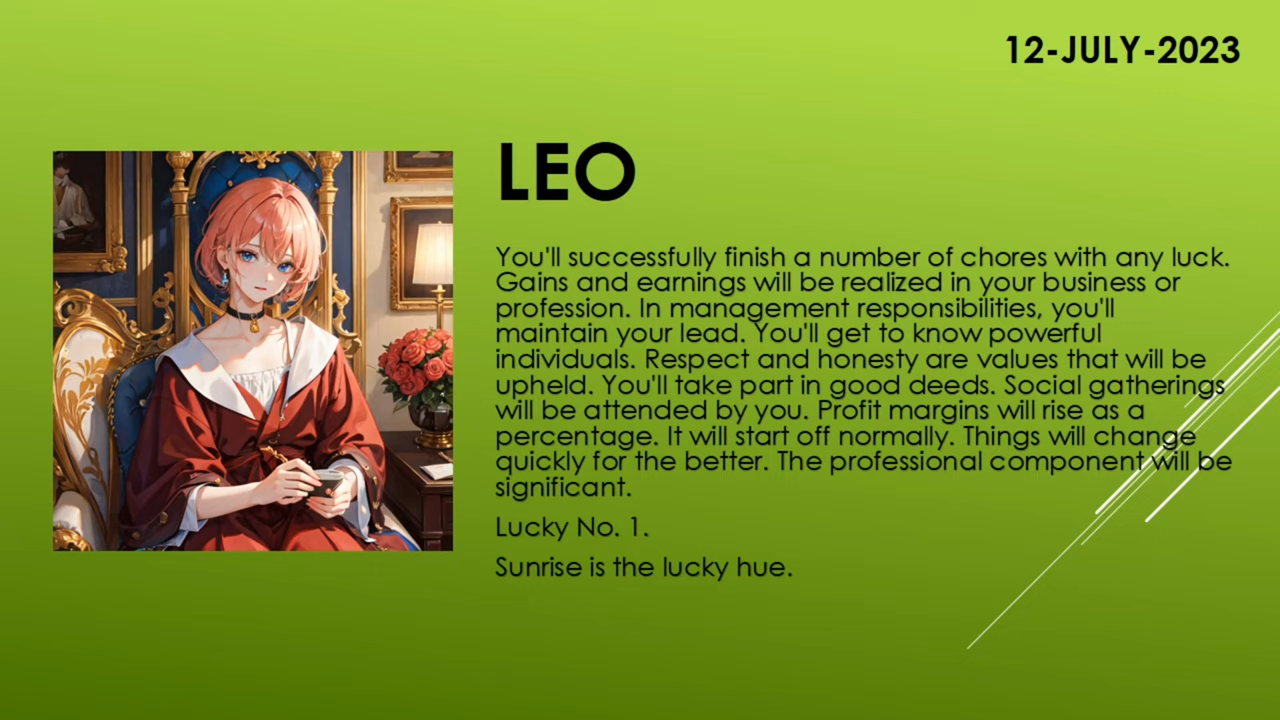 12-JULY-2023
LEO
You'll successfully finish a number of chores with any luck.
Gains and earnings will be realized in your business or
profession. In management responsibilities, you'll
maintain your lead. You'll get to know powerful
individuals. Respect and honesty are values that will be
upheld. You'll take part in good deeds. Social gatherings
will be attended by you. Profit margins will rise as a
percentage. It will start off normally. Things will change
quickly for the better. The professional component will be
significant.
Lucky No. 1.
Sunrise is the lucky hue.